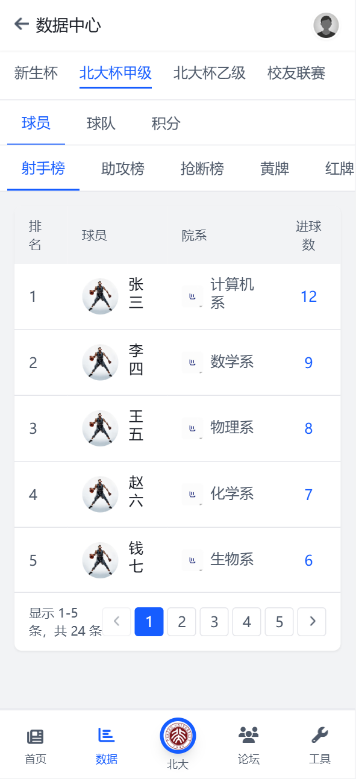 数据中心
新生杯 北大杯甲级 北大杯乙级 校友联赛
球员 球队 积分
射手榜 助攻榜 抢断榜 黄牌 红牌
排名 球员 院系 进球数
1 张三 计算机系 12
2 李四 数学系 9
3 王五 物理系 8
4 赵六 化学系 7
5 钱七 生物系 6
显示 1-5
条，共 24 条 1 2 3 4 5
首页 数据 北大 论坛 工具